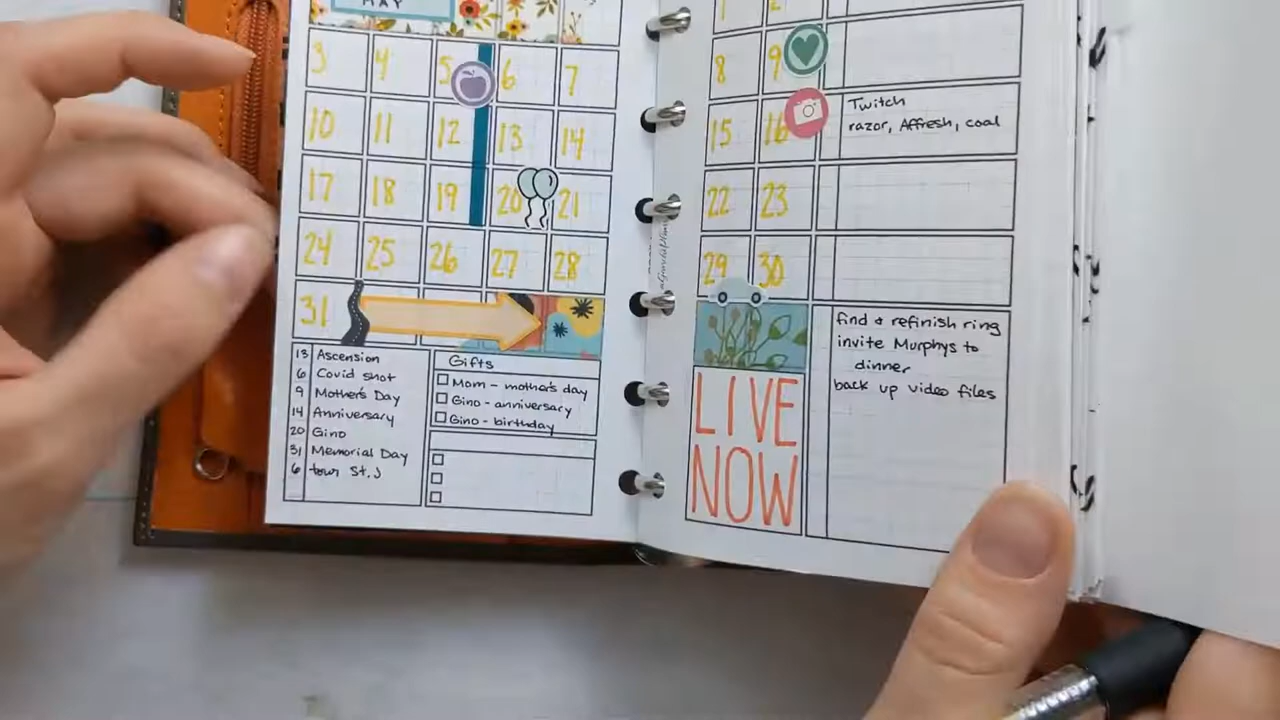 MAY
1 2
3 4 5 6 7
8 9
10 11 12 13 14
15 16
Twitch
razor, Affresh, coal
17 18 19 20 21
22 23
24 25 26 27 28
29 30
31
13 Ascension
6 Covid shot
9 Mother's Day
14 Anniversary
20 Gino
31 Memorial Day
6 tour St. J
Gifts
Mom - mother's day
Gino - anniversary
Gino - birthday
LIVE
NOW
find & refinish ring
invite Murphys to
dinner
back up video files